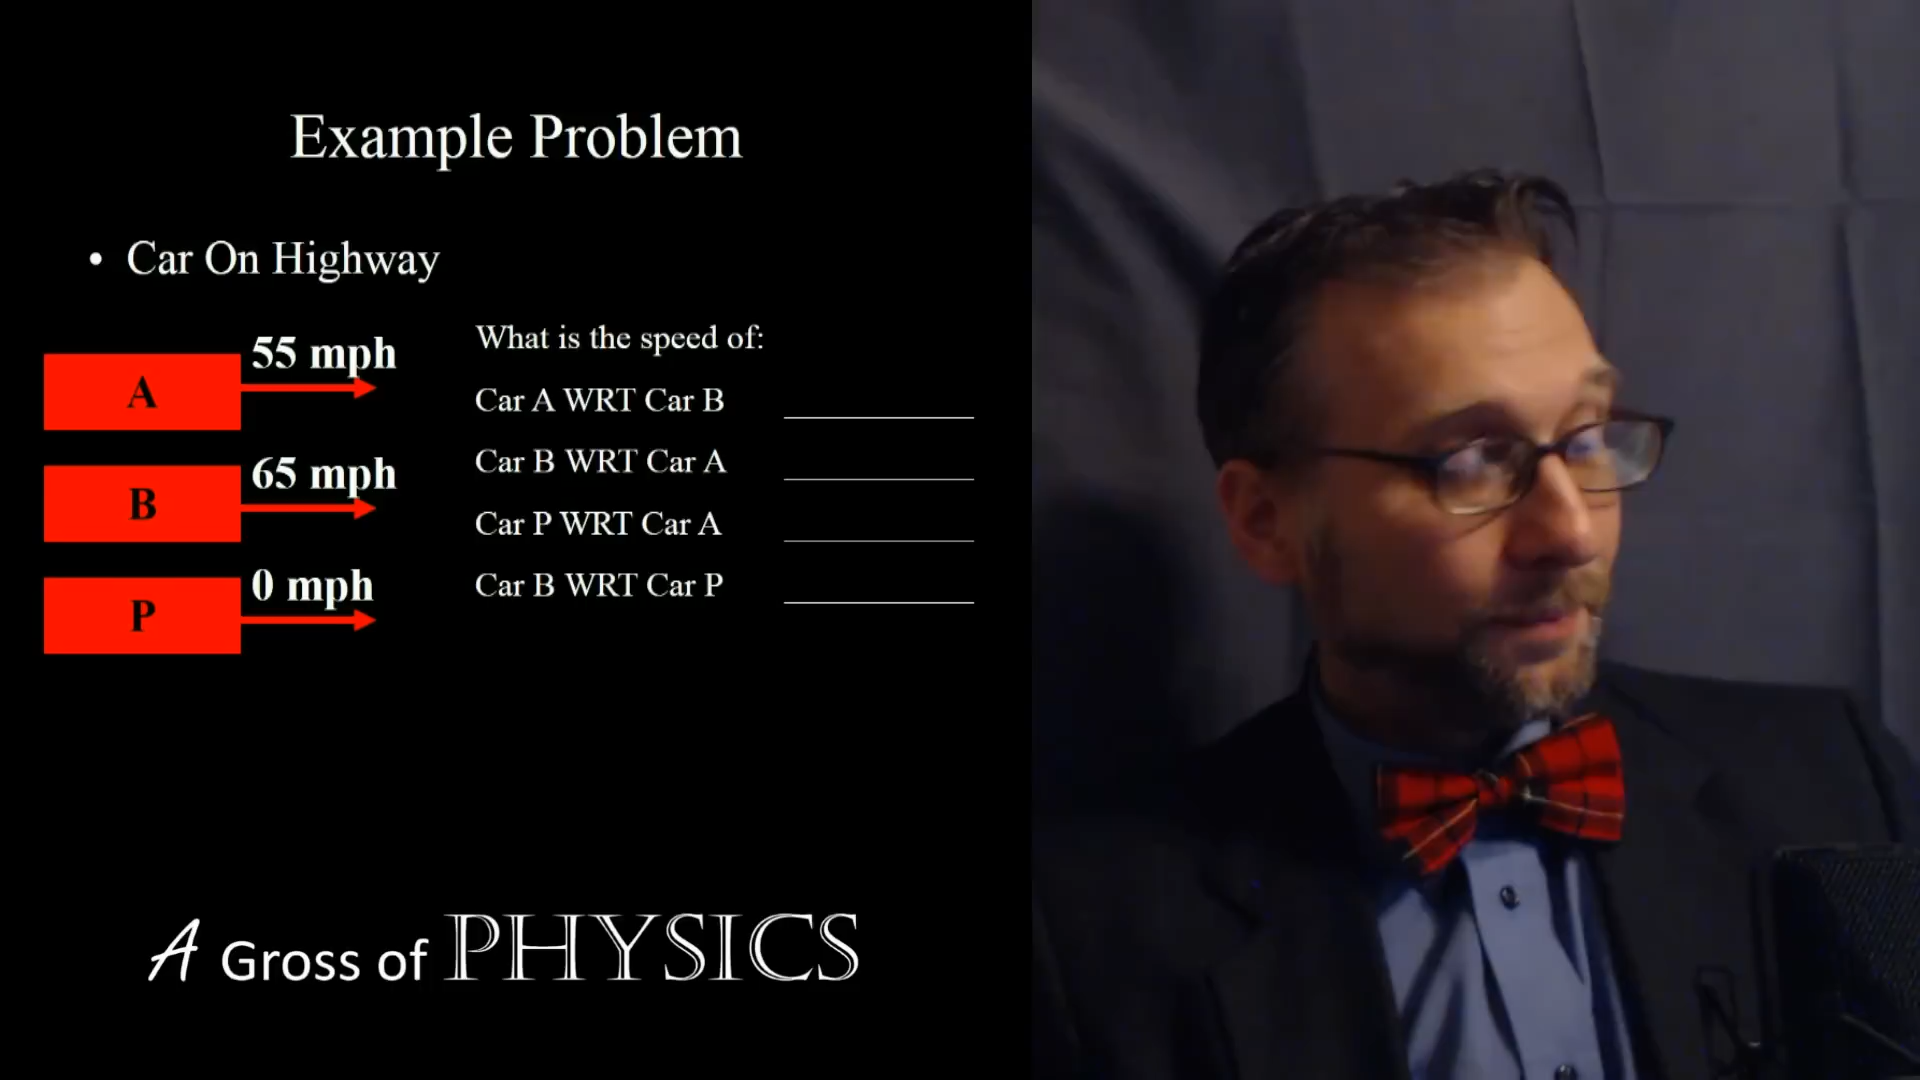 Example Problem
• Car On Highway
A
55 mph
B
65 mph
P
0 mph
What is the speed of:
Car A WRT Car B
Car B WRT Car A
Car P WRT Car A
Car B WRT Car P
A Gross of PHYSICS